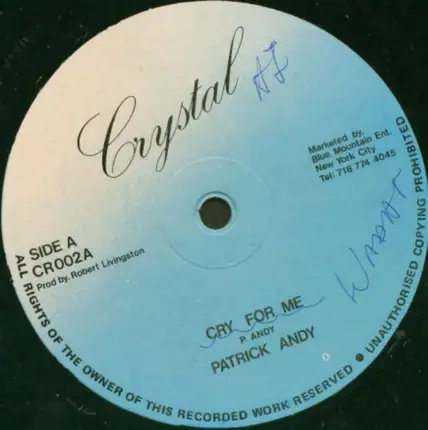 Crystal
Marketed by.
Blue Mountain Ent.
New York City
Tel: 718 774 4045
SIDE A
CR002A
Prod by. Robert Livingston
CRY FOR ME
P. ANDY
PATRICK ANDY
ALL RIGHTS OF THE OWNER OF THIS RECORDED WORK RESERVED ● UNAUTHORISED COPYING PROHIBITED